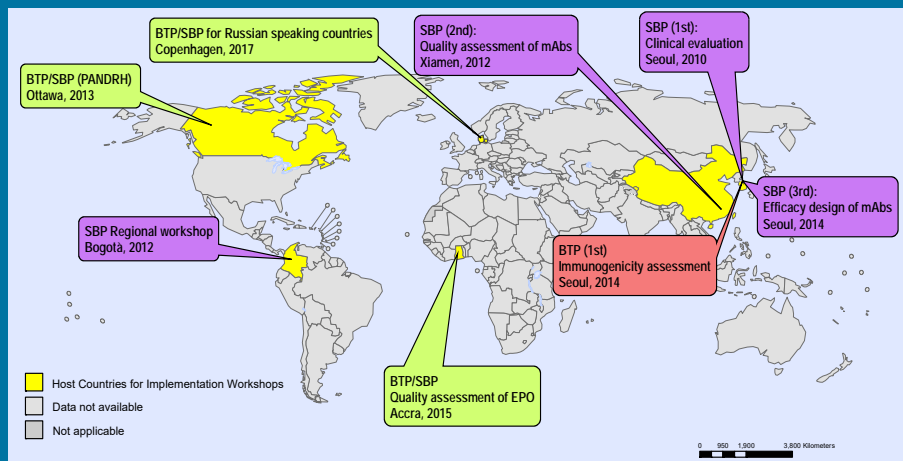 BTP/SBP for Russian speaking countries
Copenhagen, 2017
SBP (2nd):
Quality assessment of mAbs
Xiamen, 2012
SBP (1st):
Clinical evaluation
Seoul, 2010
BTP/SBP (PANDRH)
Ottawa, 2013
SBP (3rd):
Efficacy design of mAbs
Seoul, 2014
SBP Regional workshop
Bogotà, 2012
BTP (1st)
Immunogenicity assessment
Seoul, 2014
BTP/SBP
Quality assessment of EPO
Accra, 2015
Host Countries for Implementation Workshops
Data not available
Not applicable
0 950 1,900 3,800 Kilometers